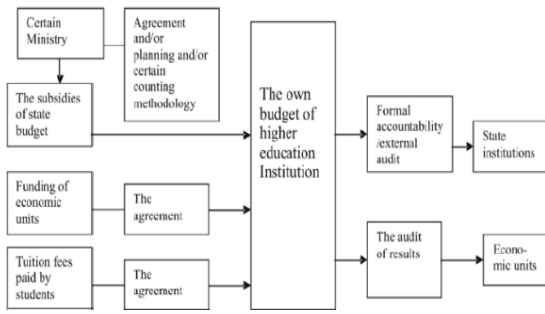 Certain
Ministry
Agreement
and/or
planning and/or
certain
counting
methodology
The subsidies
of state
budget
The own
budget of
higher
education
Institution
Formal
accountability
/external
audit
State
institutions
Funding of
economic
units
The
agreement
Tuition fees
paid by
students
The
agreement
The audit
of results
Econo-
mic units